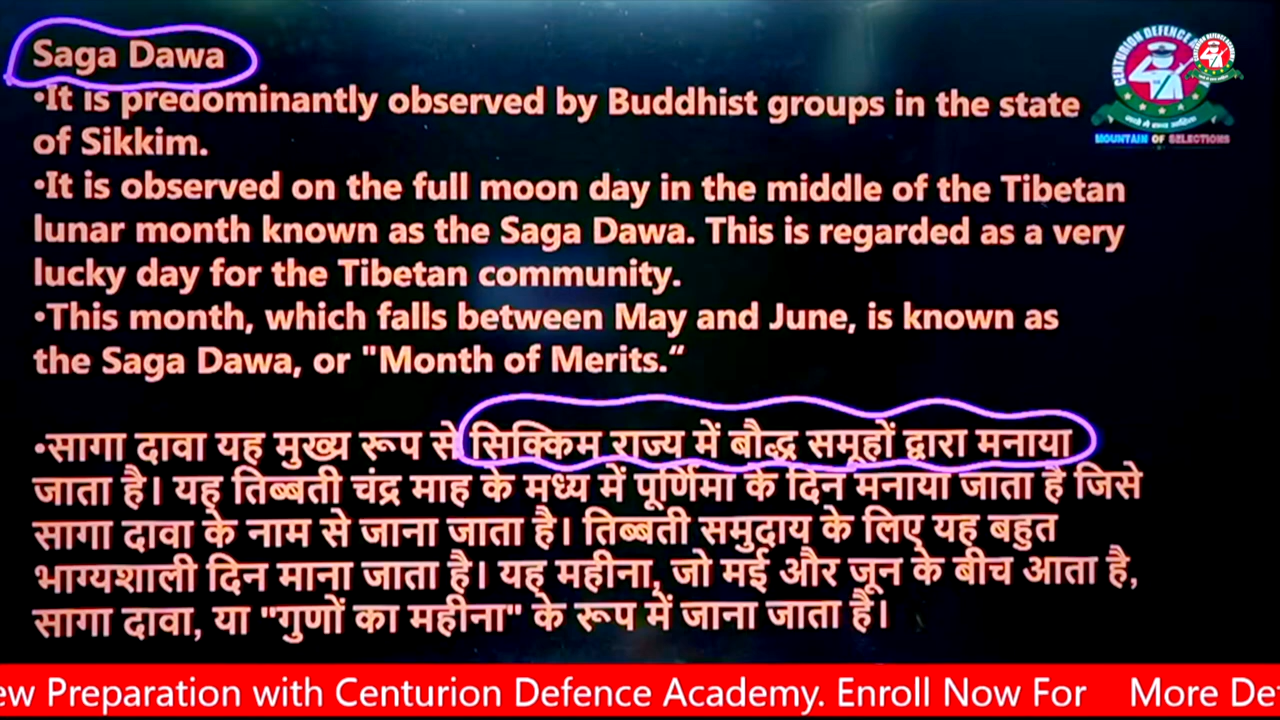 Saga Dawa
•It is predominantly observed by Buddhist groups in the state
of Sikkim.
•It is observed on the full moon day in the middle of the Tibetan
lunar month known as the Saga Dawa. This is regarded as a very
lucky day for the Tibetan community.
•This month, which falls between May and June, is known as
the Saga Dawa, or "Month of Merits.“
•सागा दावा यह मुख्य रूप से सिक्किम राज्य में बौद्ध समूहों द्वारा मनाया
जाता है। यह तिब्बती चंद्र माह के मध्य में पूर्णिमा के दिन मनाया जाता है जिसे
सागा दावा के नाम से जाना जाता है। तिब्बती समुदाय के लिए यह बहुत
भाग्यशाली दिन माना जाता है। यह महीना, जो मई और जून के बीच आता है,
सागा दावा, या "गुणों का महीना" के रूप में जाना जाता है।
CENTURION DEFENCE
MOUNTAIN OF SELECTIONS
ew Preparation with Centurion Defence Academy. Enroll Now For More De